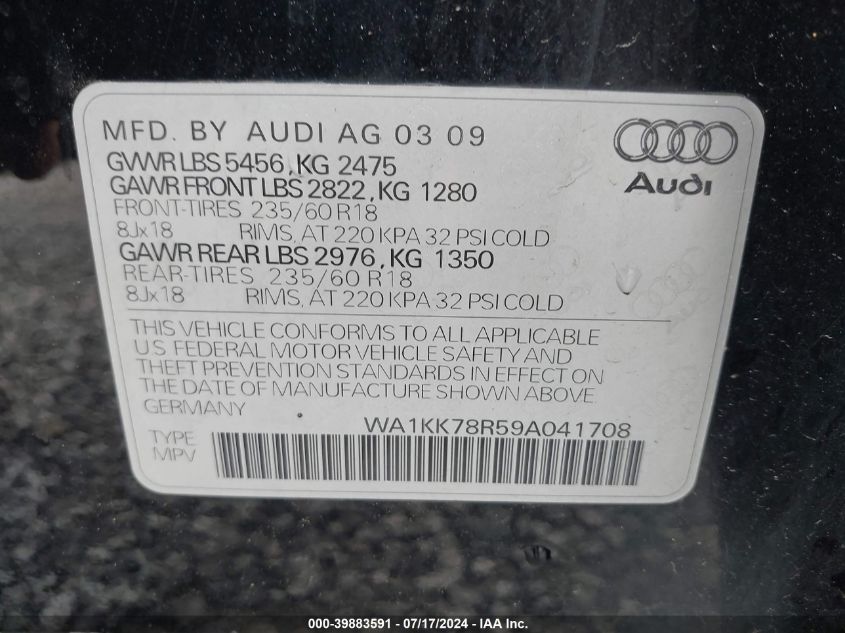 MFD. BY AUDI AG 03 09
GVWR LBS 5456, KG 2475
GAWR FRONT LBS 2822, KG 1280
FRONT-TIRES 235/60 R18
8Jx18 RIMS, AT 220 KPA 32 PSI COLD
GAWR REAR LBS 2976, KG 1350
REAR-TIRES 235/60 R18
8Jx18 RIMS, AT 220 KPA 32 PSI COLD
Audi
THIS VEHICLE CONFORMS TO ALL APPLICABLE
U.S. FEDERAL MOTOR VEHICLE SAFETY AND
THEFT PREVENTION STANDARDS IN EFFECT ON
THE DATE OF MANUFACTURE SHOWN ABOVE.
GERMANY
WA1KK78R59A041708
TYPE
MPV
000-39883591 / 07/17/2024 - IAA Inc.